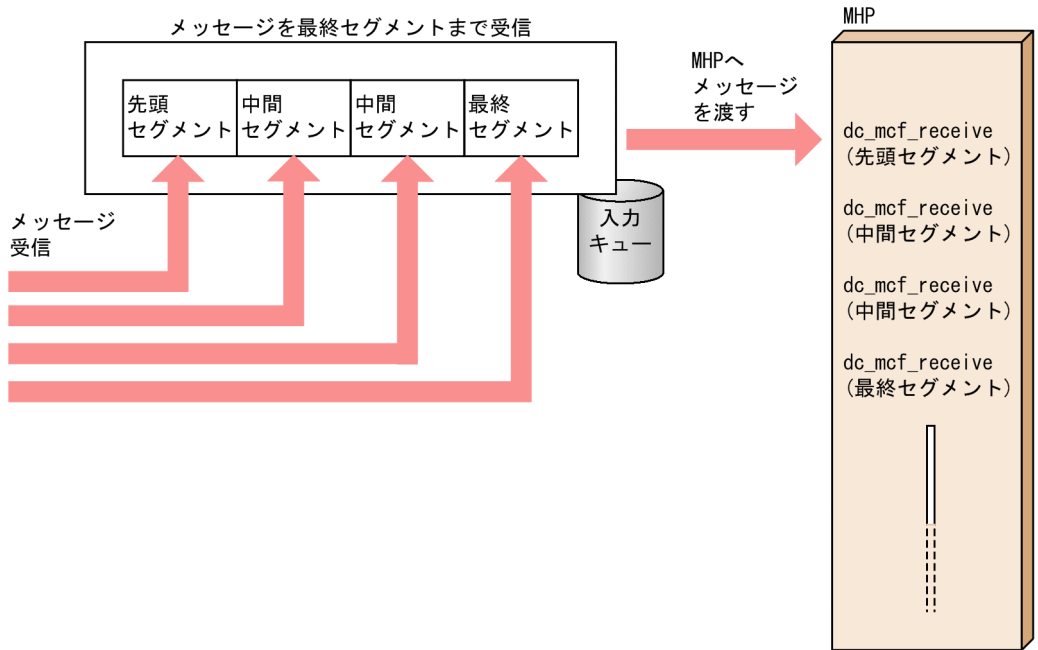 メッセージを最終セグメントまで受信
先頭
セグメント
中間
セグメント
中間
セグメント
最終
セグメント
メッセージ
受信
入力
キュー
MHPへ
メッセージ
を渡す
MHP
dc_mcf_receive
(先頭セグメント)
dc_mcf_receive
(中間セグメント)
dc_mcf_receive
(中間セグメント)
dc_mcf_receive
(最終セグメント)